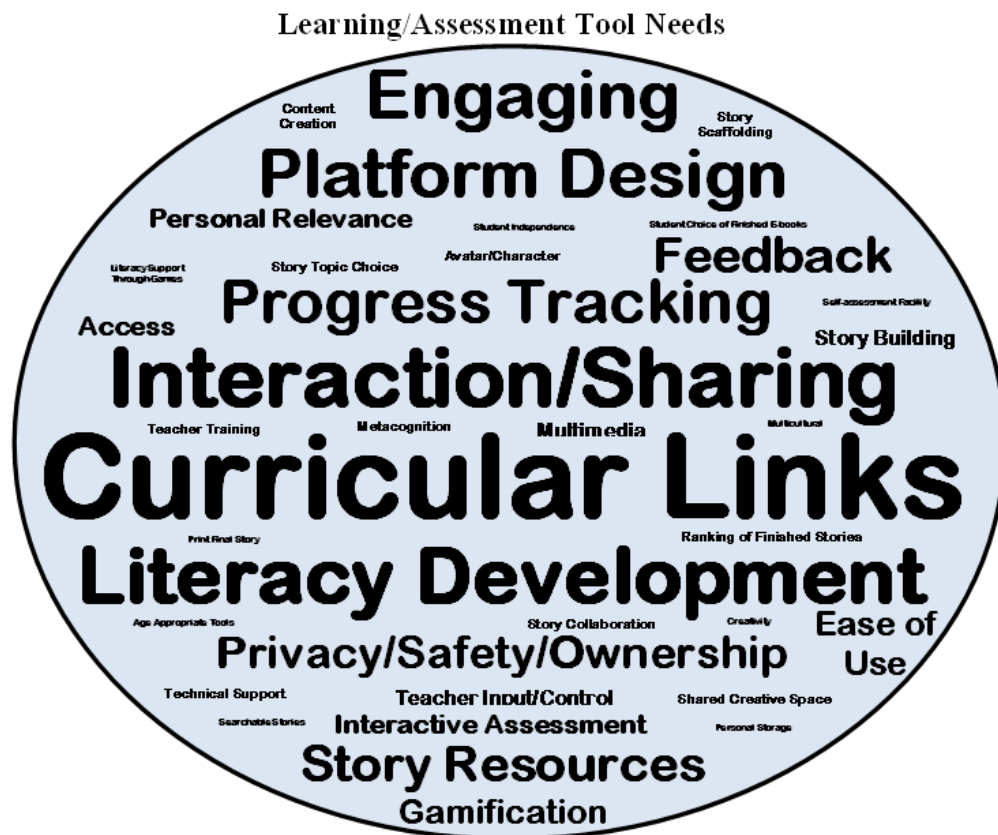 Learning/Assessment Tool Needs
Engaging
Content
Creation
Story
Scaffolding
Platform Design
Personal Relevance
Student Independence
Student Choice of Finished E-books
Avatar/Character
Feedback
Literacy Support
Through Games
Story Topic Choice
Progress Tracking
Self-assessment Facility
Access
Story Building
Interaction/Sharing
Teacher Training
Metacognition
Multimedia
Multicultural
Curricular Links
Print Final Story
Ranking of Finished Stories
Literacy Development
Age Appropriate Tools
Story Collaboration
Creativity
Ease of
Use
Privacy/Safety/Ownership
Technical Support
Teacher Input/Control
Shared Creative Space
Searchable Stories
Interactive Assessment
Personal Storage
Story Resources
Gamification